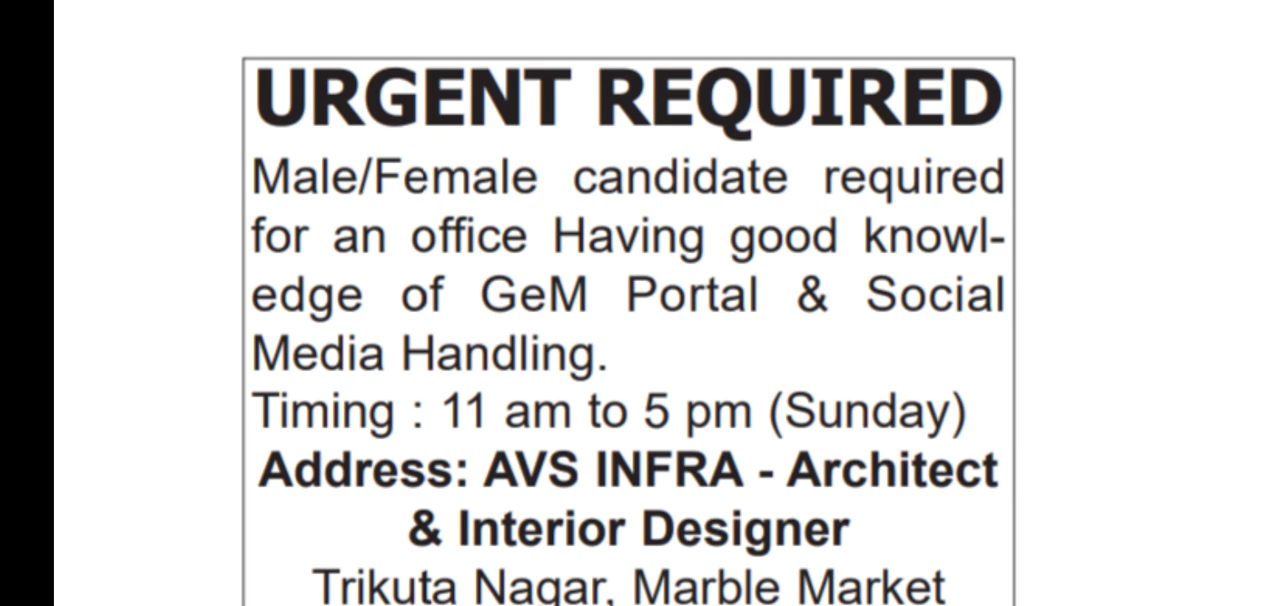 URGENT REQUIRED
Male/Female candidate required
for an office Having good knowl-
edge of GeM Portal & Social
Media Handling.
Timing : 11 am to 5 pm (Sunday)
Address: AVS INFRA - Architect
& Interior Designer
Trikuta Nagar, Marble Market